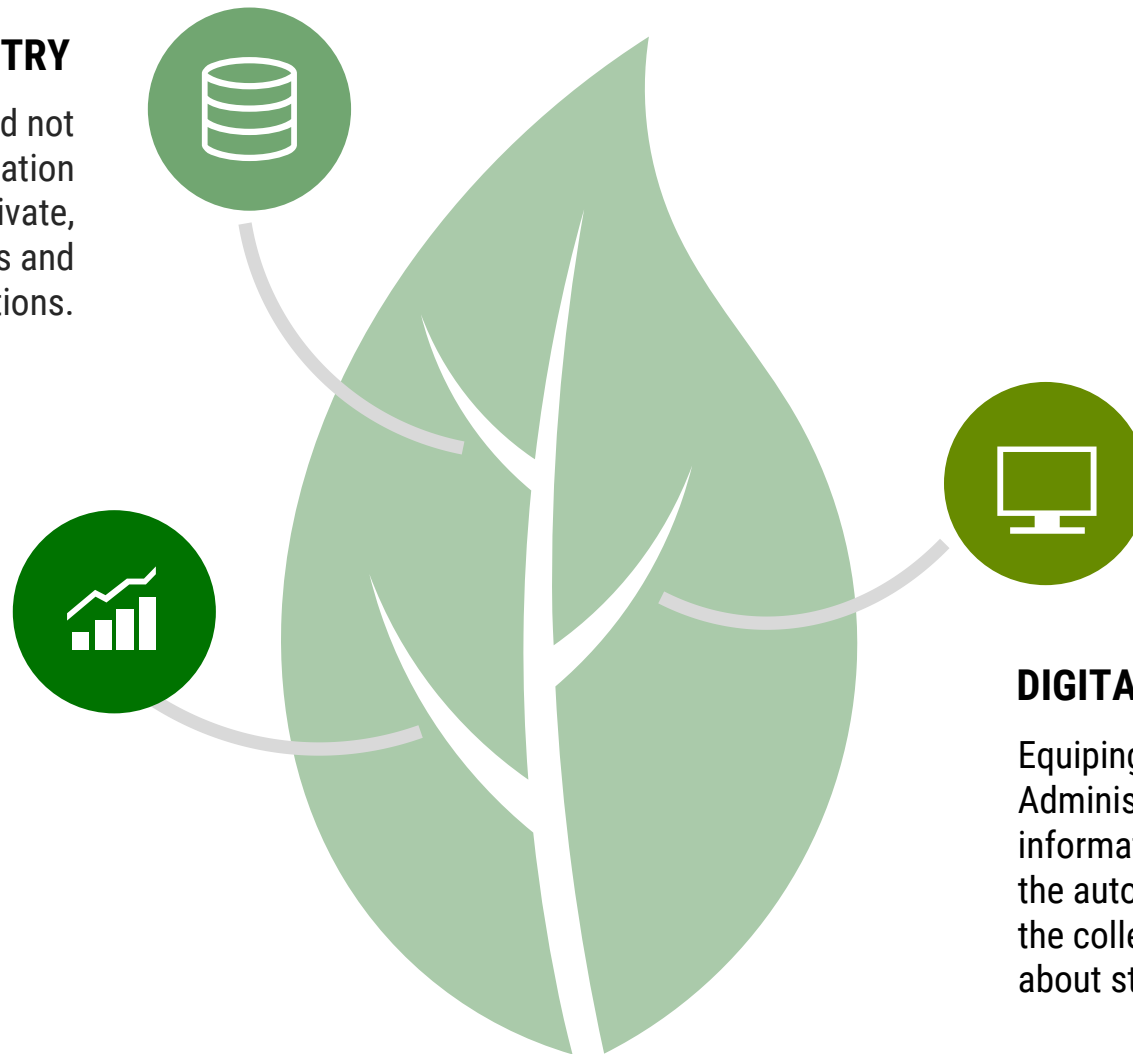 TRY
d not
ation
ivate,
s and
tions.
DIGITA
Equiping
Adminis
informa
the auto
the colle
about st